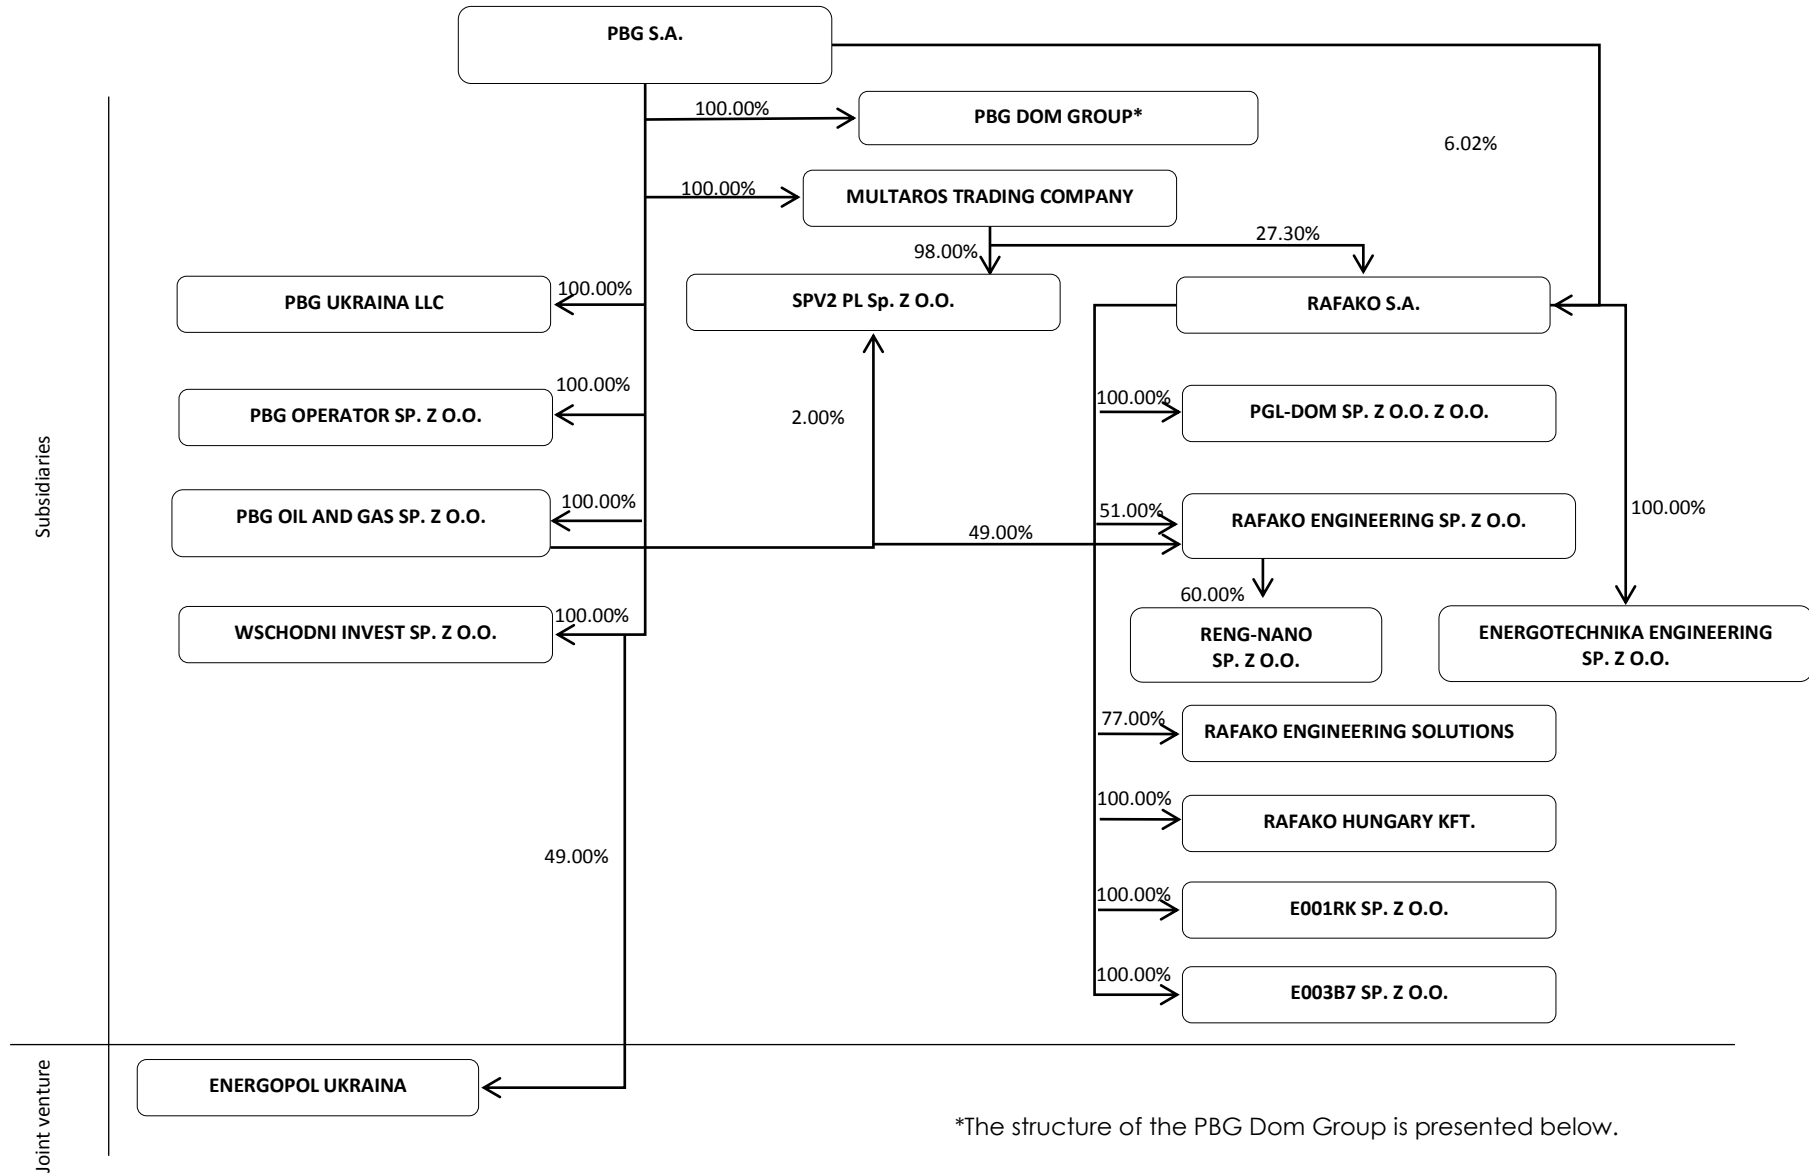 PBG S.A.
100.00%
PBG DOM GROUP*
6.02%
100.00%
MULTAROS TRADING COMPANY
27.30%
98.00%
100.00%
PBG UKRAINA LLC
SPV2 PL Sp. Z O.O.
RAFAKO S.A.
100.00%
PBG OPERATOR SP. Z O.O.
2.00%
100.00%
PGL-DOM SP. Z O.O. Z O.O.
Subsidiaries
100.00%
PBG OIL AND GAS SP. Z O.O.
49.00%
51.00%
RAFAKO ENGINEERING SP. Z O.O.
100.00%
60.00%
100.00%
WSCHODNI INVEST SP. Z O.O.
RENG-NANO
SP. Z O.O.
ENERGOTECHNIKA ENGINEERING
SP. Z O.O.
77.00%
RAFAKO ENGINEERING SOLUTIONS
100.00%
RAFAKO HUNGARY KFT.
49.00%
100.00%
E001RK SP. Z O.O.
100.00%
E003B7 SP. Z O.O.
Joint venture
ENERGOPOL UKRAINA
*The structure of the PBG Dom Group is presented below.